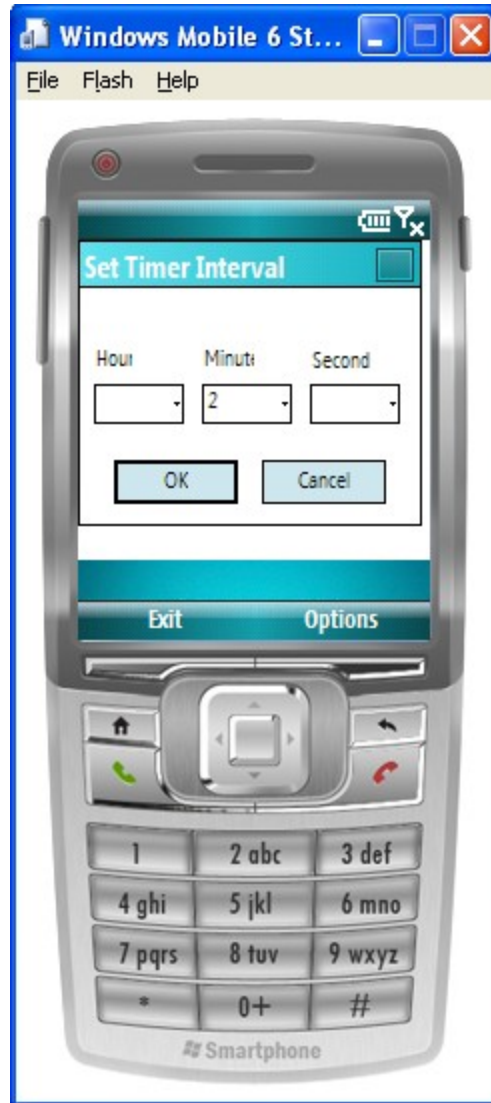 Windows Mobile 6 St...
File Flash Help
Set Timer Interval
Hour Minute Second
2
OK Cancel
Exit Options
1 2 abc 3 def
4 ghi 5 jkl 6 mno
7 pqrs 8 tuv 9 wxyz
* 0+ #
Smartphone